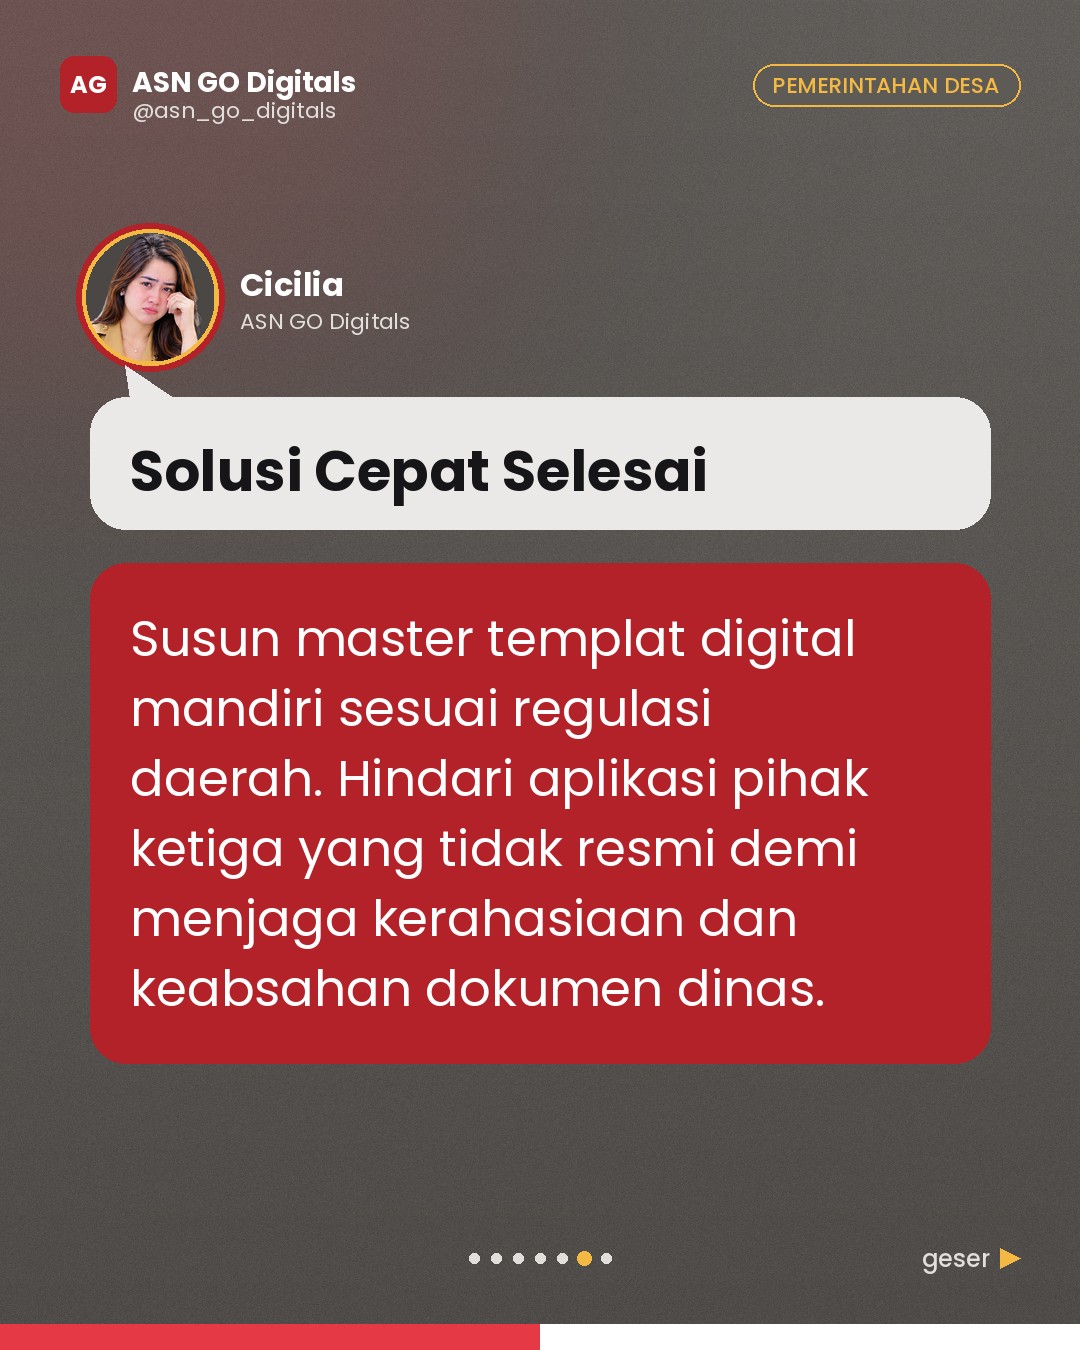 AG
ASN GO Digitals
@asn_go_digitals
PEMERINTAHAN DESA
Cicilia
ASN GO Digitals
Solusi Cepat Selesai
Susun master templat digital
mandiri sesuai regulasi
daerah. Hindari aplikasi pihak
ketiga yang tidak resmi demi
menjaga kerahasiaan dan
keabsahan dokumen dinas.
geser